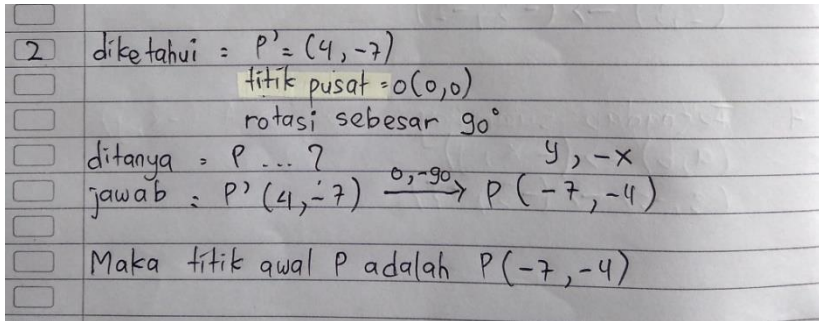 2 diketahui = P' = (4, -7)
titik pusat = O(0,0)
rotasi sebesar 90°
ditanya = P ... ? y, -x
jawab = P' (4, -7) 0, -90 → P (-7, -4)
Maka titik awal P adalah P(-7, -4)